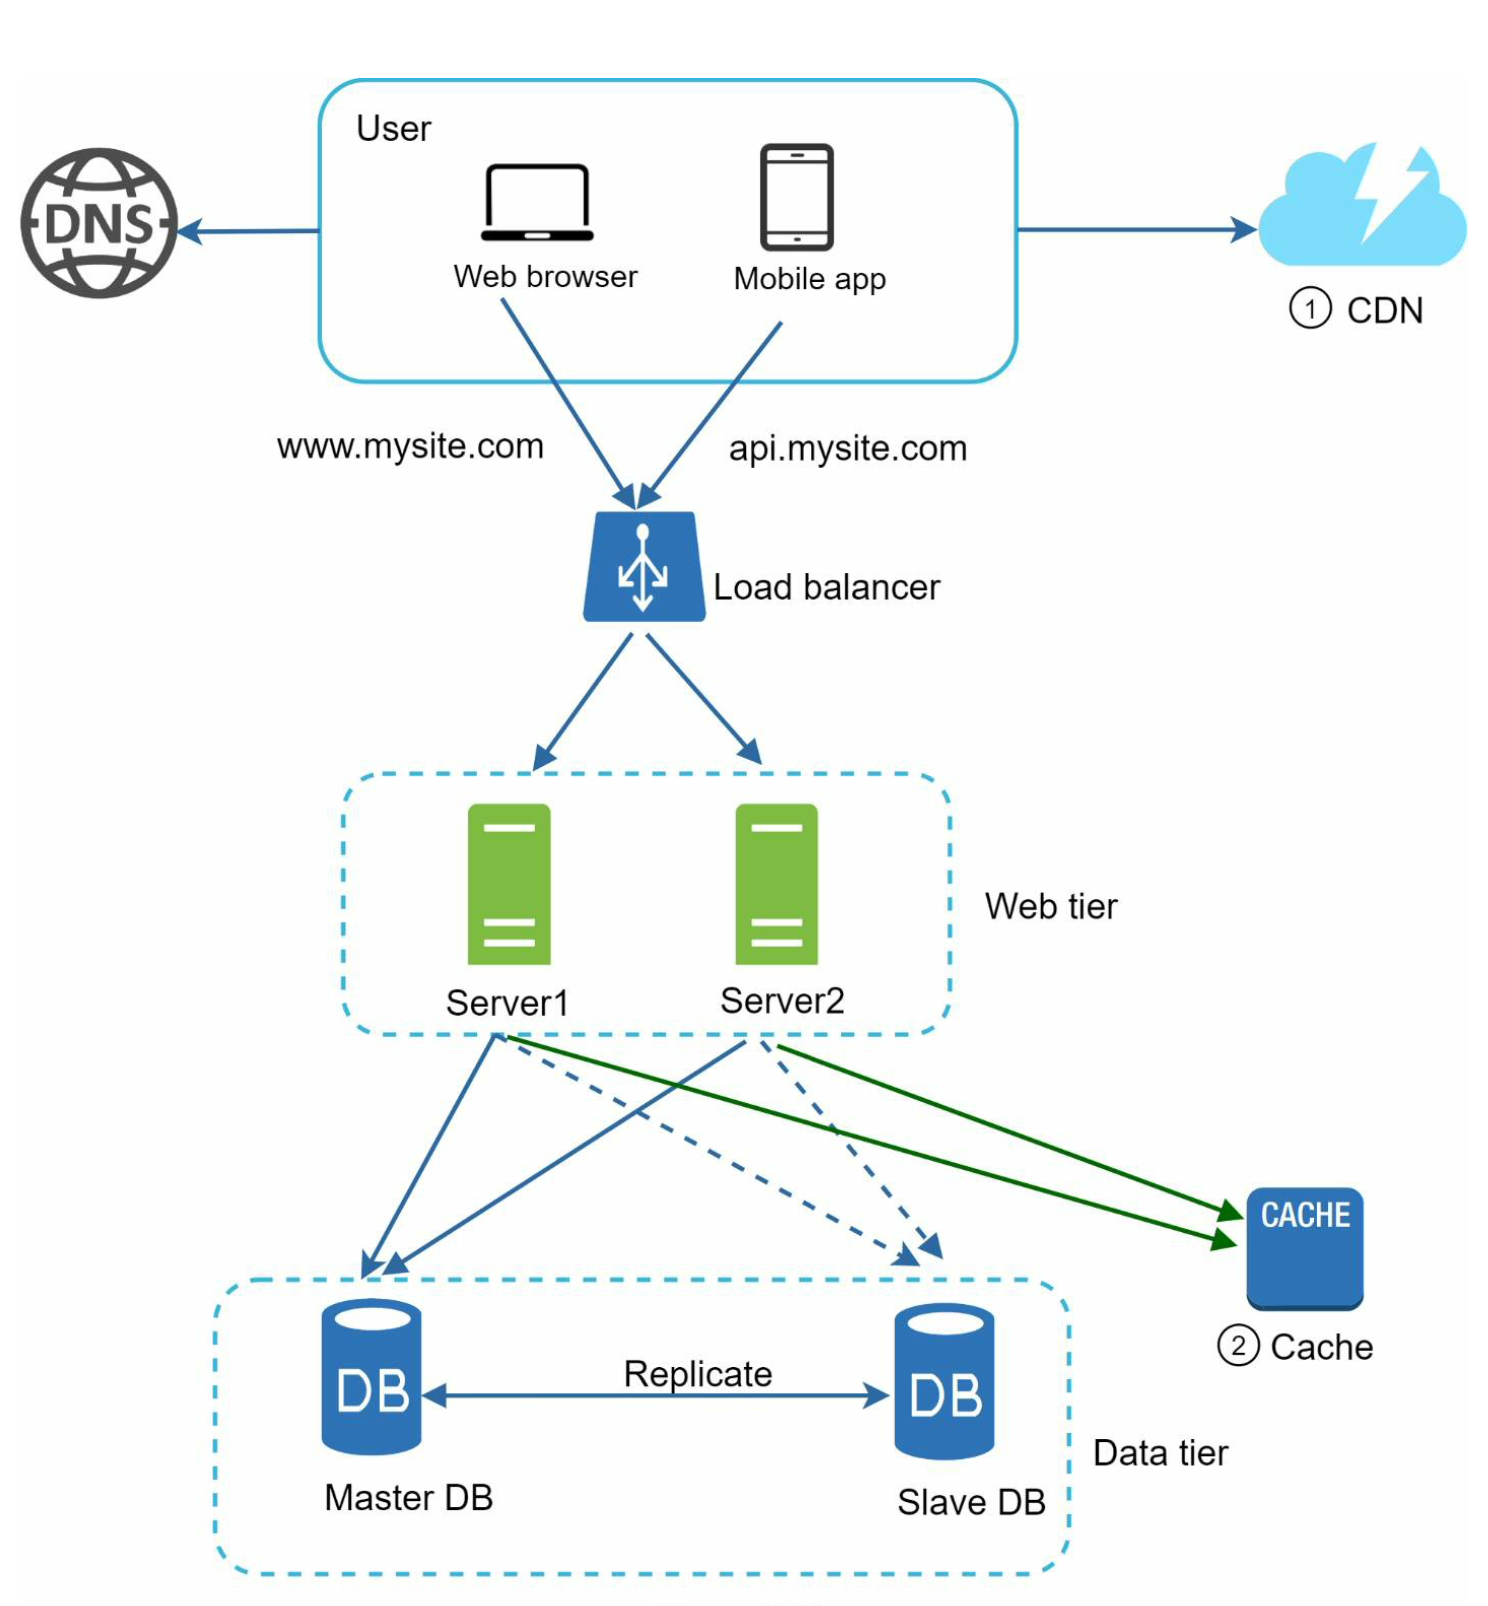 User
DNS
Web browser
Mobile app
1 CDN
www.mysite.com
api.mysite.com
Load balancer
Web tier
Server1
Server2
CACHE
2 Cache
Replicate
DB
DB
Data tier
Master DB
Slave DB